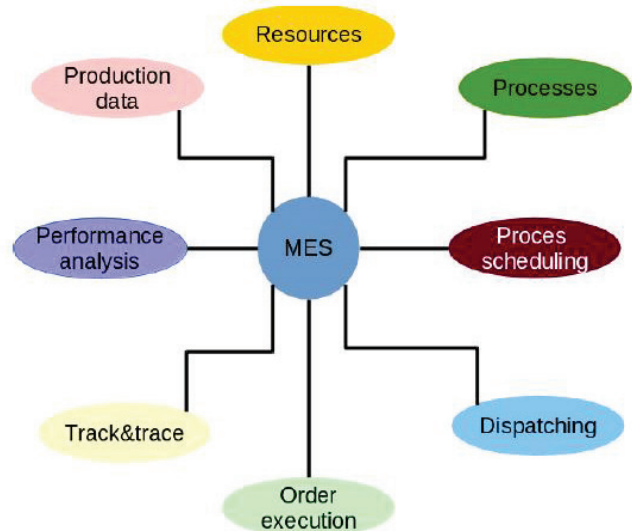 Resources
Production
data
Processes
Performance
analysis
MES
Proces
scheduling
Track&trace
Dispatching
Order
execution